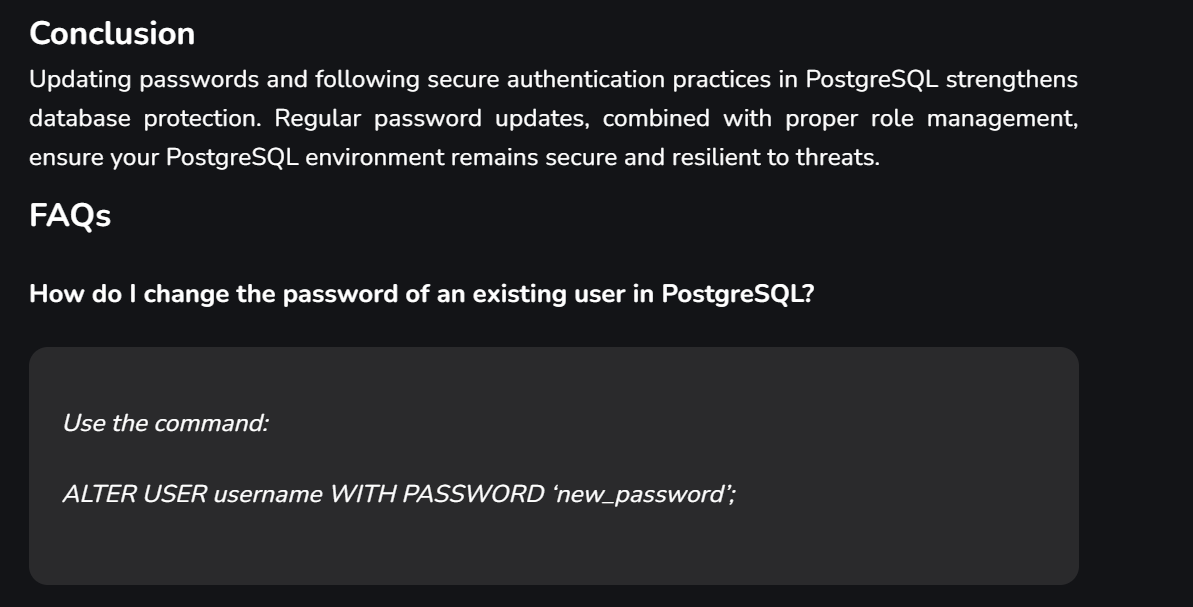 Conclusion
Updating passwords and following secure authentication practices in PostgreSQL strengthens
database protection. Regular password updates, combined with proper role management,
ensure your PostgreSQL environment remains secure and resilient to threats.
FAQs
How do I change the password of an existing user in PostgreSQL?
Use the command:
ALTER USER username WITH PASSWORD ‘new_password’;